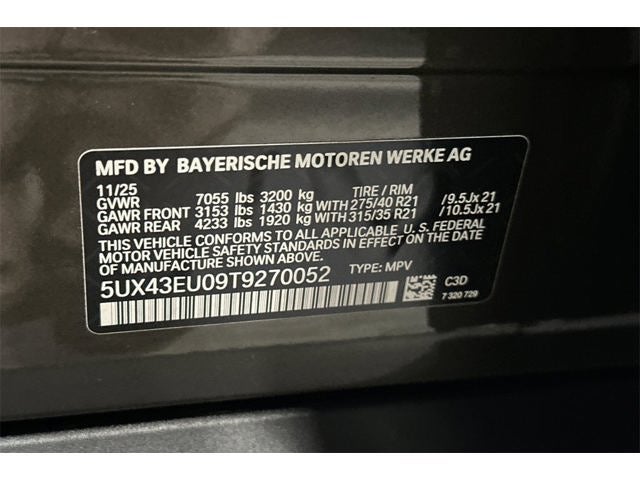 MFD BY BAYERISCHE MOTOREN WERKE AG
11/25
GVWR 7055 lbs 3200 kg TIRE / RIM
GAWR FRONT 3153 lbs 1430 KG WITH 275/40 R21 /9.5Jx21
GAWR REAR 4233 lbs 1920 KG WITH 315/35 R21 /10.5Jx21
THIS VEHICLE CONFORMS TO ALL APPLICABLE U. S. FEDERAL
MOTOR VEHICLE SAFETY STANDARDS IN EFFECT ON THE DATE
OF MANUFACTURE SHOWN ABOVE.
5UX43EU09T9270052 TYPE: MPV
C3D
7 320 729